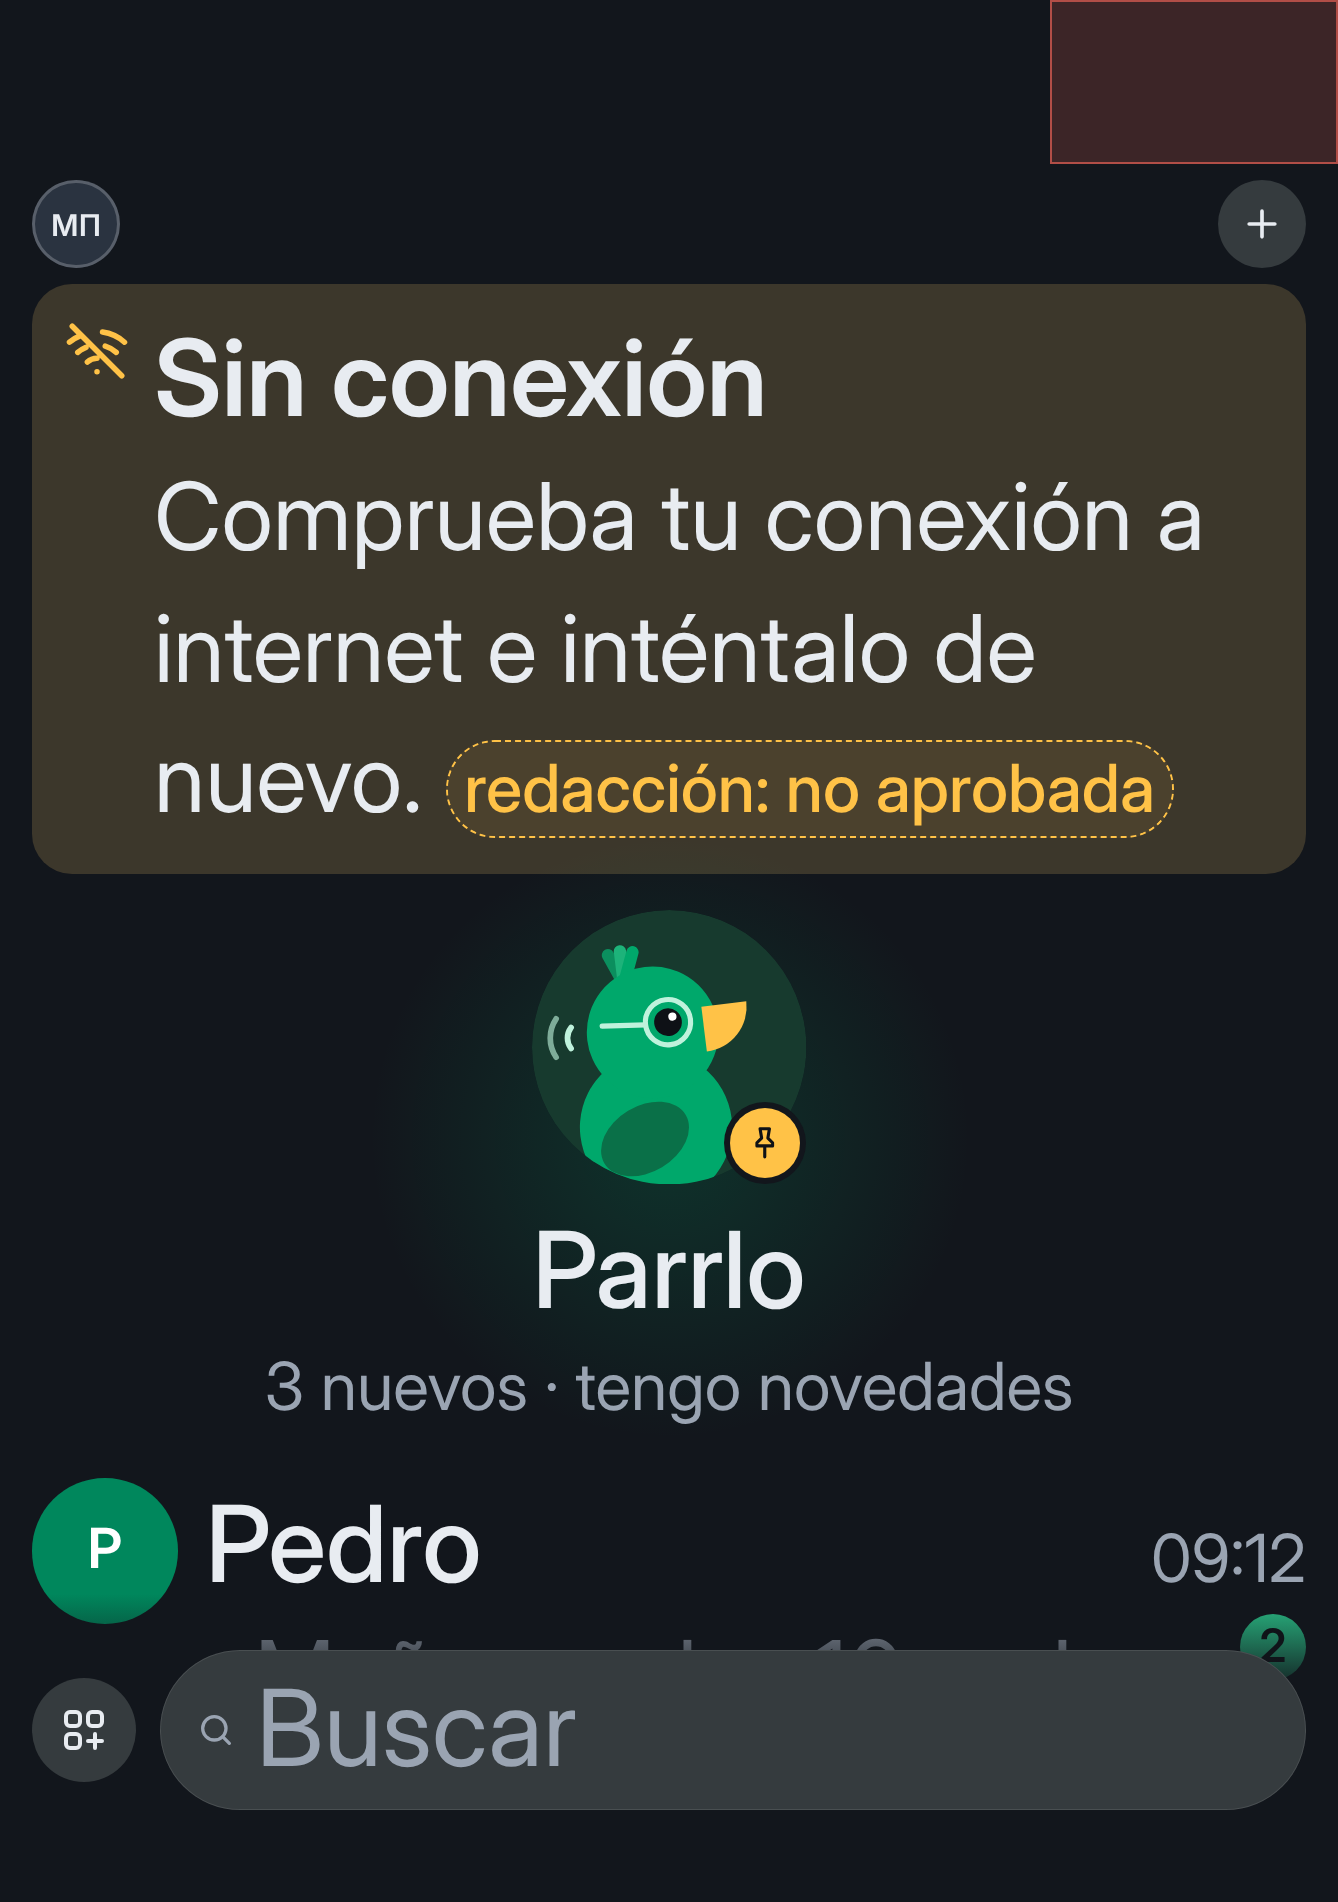 МП
Sin conexión
Comprueba tu conexión a
internet e inténtalo de
nuevo. redacción: no aprobada
Parrlo
3 nuevos · tengo novedades
P
Pedro
09:12
2
Buscar